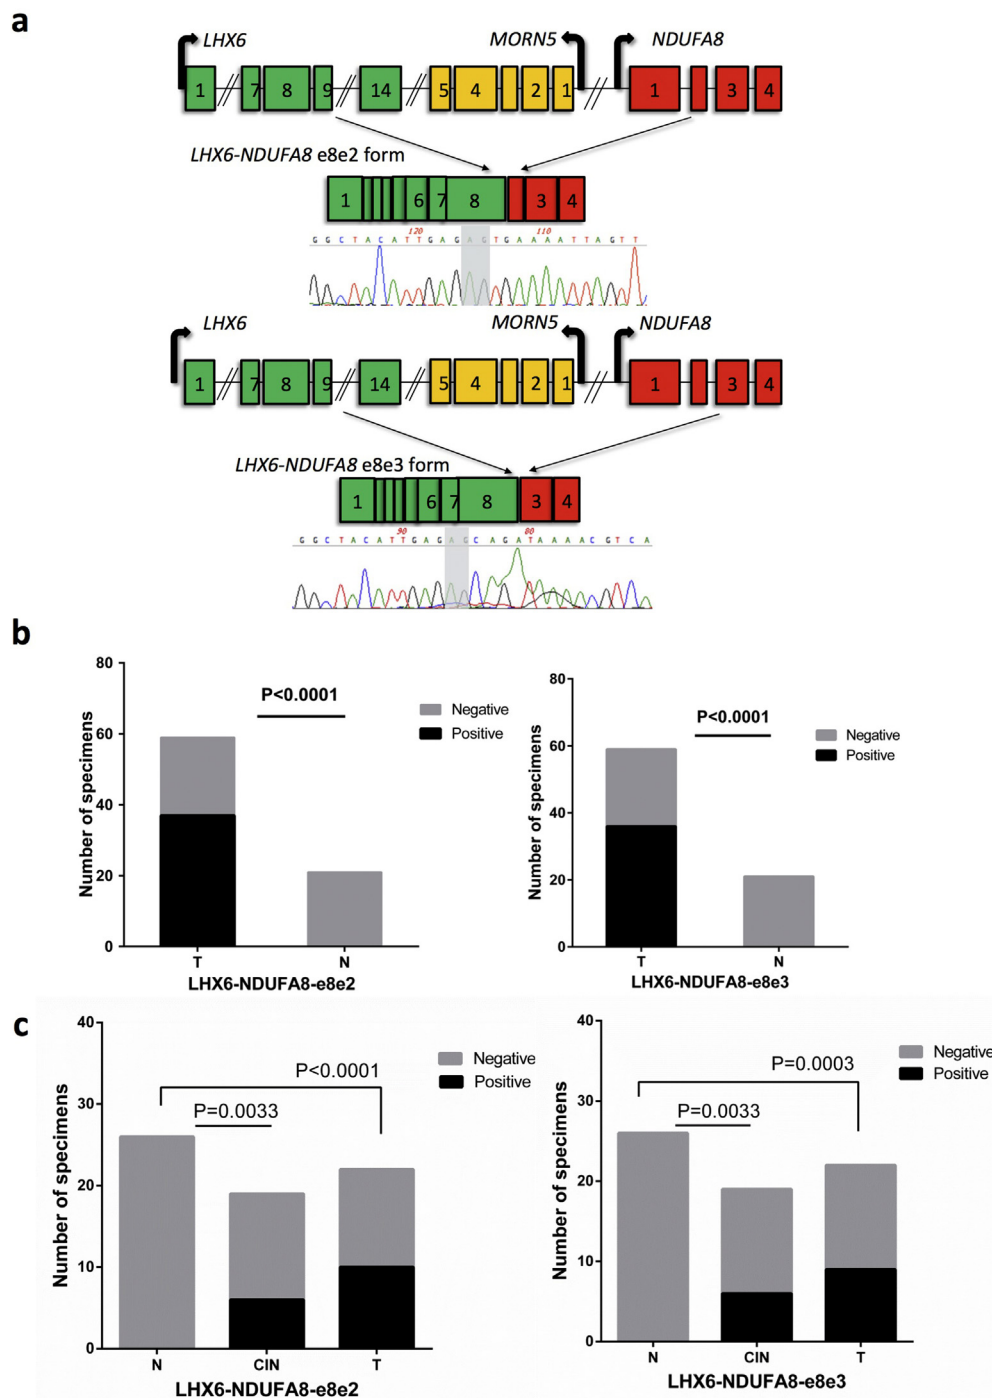 a
LHX6 MORN5 NDUFA8
1 7 8 9 14 5 4 2 1 1 3 4
LHX6-NDUFA8 e8e2 form
1 6 7 8 3 4
120 110
G G C T A C A T T G A G A G T G A A A A T T A G T T
LHX6 MORN5 NDUFA8
1 7 8 9 14 5 4 2 1 1 3 4
LHX6-NDUFA8 e8e3 form
1 6 7 8 3 4
90 80
G G C T A C A T T G A G A G C A G A T A A A A C G T C A
b
80
60
40
20
0
Number of specimens
P<0.0001
Negative
Positive
T N
LHX6-NDUFA8-e8e2
80
60
40
20
0
Number of specimens
P<0.0001
Negative
Positive
T N
LHX6-NDUFA8-e8e3
c
40
30
20
10
0
Number of specimens
P<0.0001
P=0.0033
Negative
Positive
N CIN T
LHX6-NDUFA8-e8e2
40
30
20
10
0
Number of specimens
P=0.0003
P=0.0033
Negative
Positive
N CIN T
LHX6-NDUFA8-e8e3